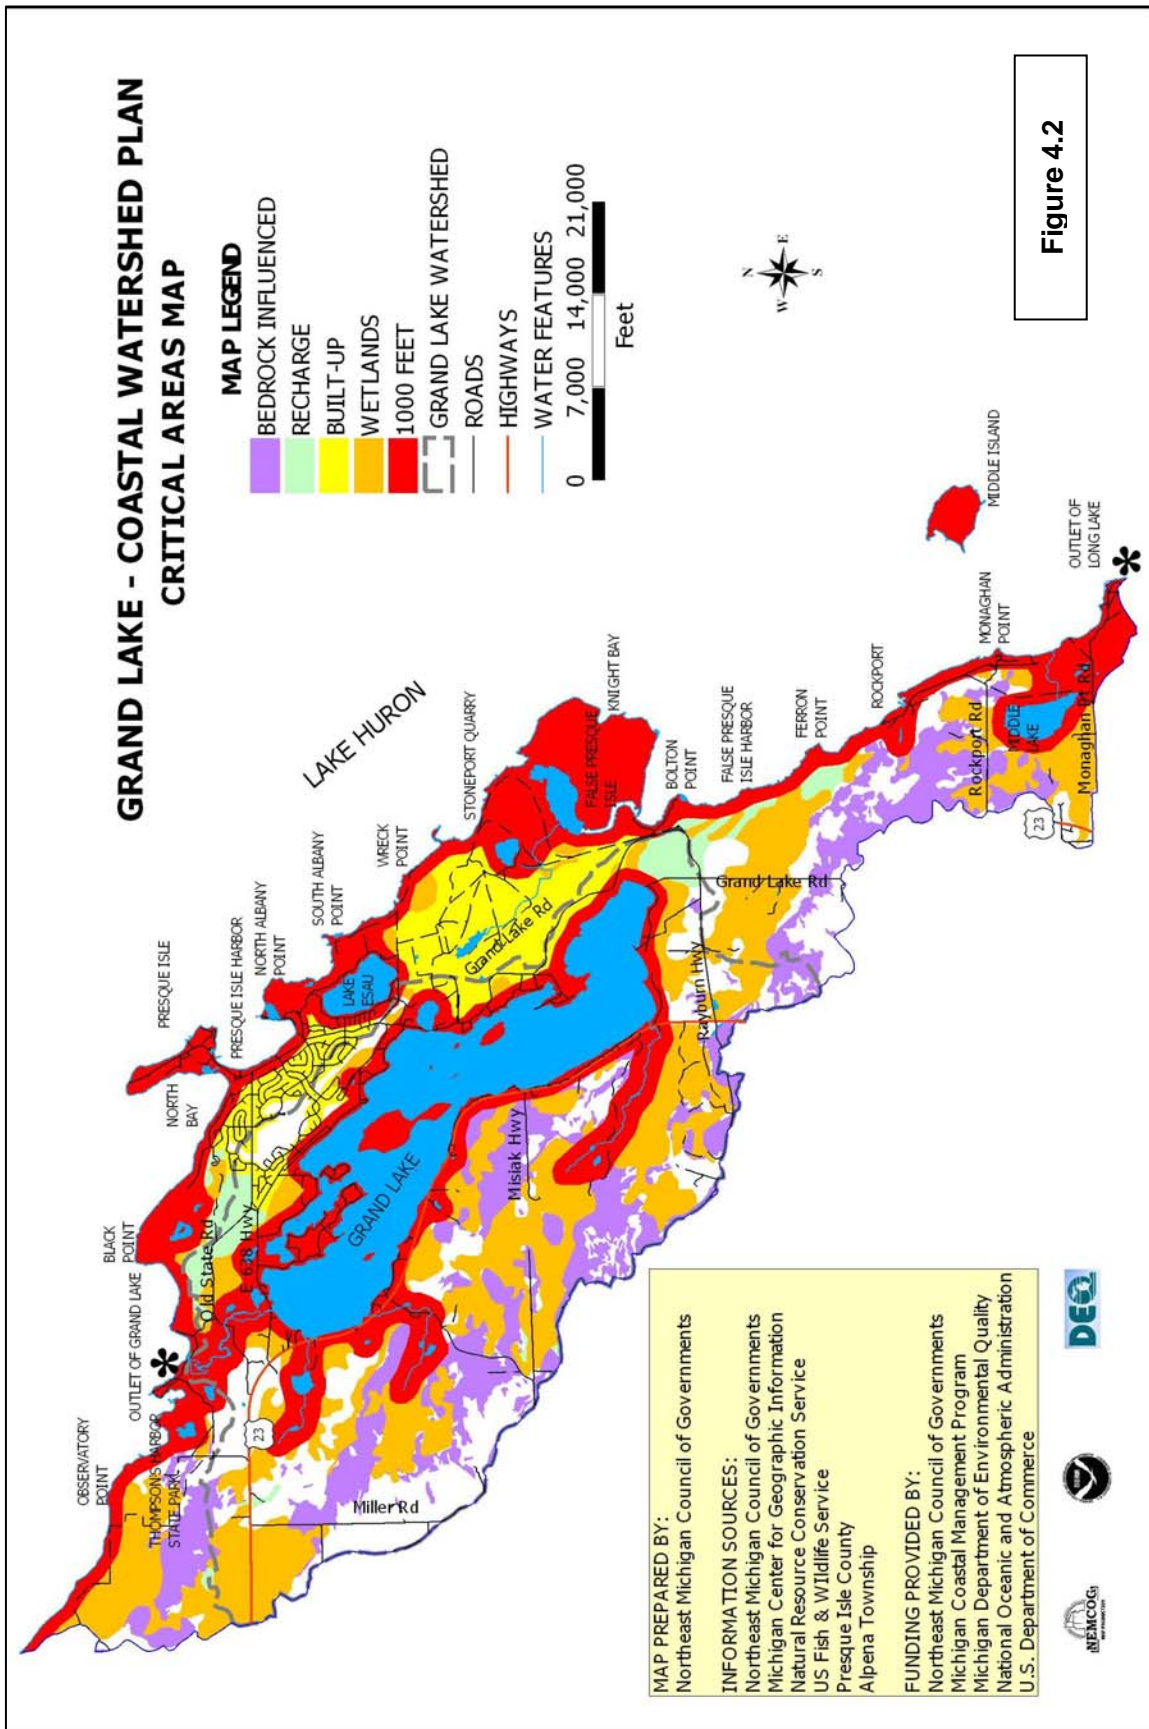 GRAND LAKE - COASTAL WATERSHED PLAN
CRITICAL AREAS MAP
MAP LEGEND
BEDROCK INFLUENCED
RECHARGE
BUILT-UP
WETLANDS
1000 FEET
GRAND LAKE WATERSHED
ROADS
HIGHWAYS
WATER FEATURES
0 7,000 14,000 21,000
Feet
N
W E
S
Figure 4.2
LAKE HURON
OBSERVATORY
POINT
THOMPSON'S HARBOR
STATE PARK
OUTLET OF GRAND LAKE
*
BLACK
POINT
NORTH
BAY
PRESQUE ISLE
PRESQUE ISLE HARBOR
NORTH ALBANY
POINT
SOUTH ALBANY
POINT
LAKE
ESAU
WRECK
POINT
STONEPORT QUARRY
FALSE PRESQUE
ISLE
KNIGHT BAY
BOLTON
POINT
FALSE PRESQUE
ISLE HARBOR
FERRON
POINT
ROCKPORT
MONAGHAN
POINT
MIDDLE ISLAND
OUTLET OF
LONG LAKE
*
MIDDLE
LAKE
Rockport Rd
Monaghan Pt Rd
23
Grand Lake Rd
Grand Lake Rd
Rayburn Hwy
Misiak Hwy
GRAND LAKE
Old State Rd
E 638 Hwy
23
Miller Rd
MAP PREPARED BY:
Northeast Michigan Council of Governments
INFORMATION SOURCES:
Northeast Michigan Council of Governments
Michigan Center for Geographic Information
Natural Resource Conservation Service
US Fish & Wildlife Service
Presque Isle County
Alpena Township
FUNDING PROVIDED BY:
Northeast Michigan Council of Governments
Michigan Coastal Management Program
Michigan Department of Environmental Quality
National Oceanic and Atmospheric Administration
U.S. Department of Commerce
NEMCOG
DEQ